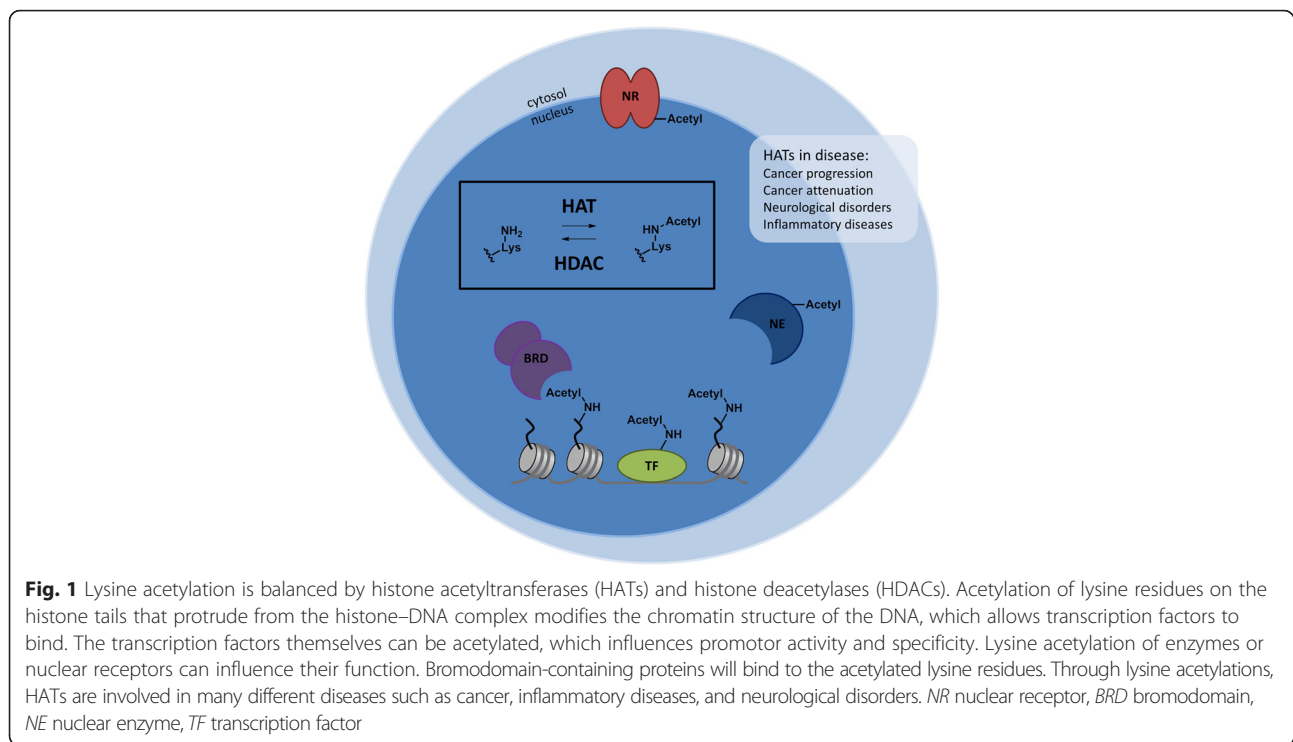 cytosol
nucleus
NR
Acetyl
HATs in disease:
Cancer progression
Cancer attenuation
Neurological disorders
Inflammatory diseases
HAT
NH2
Lys
HN
Acetyl
Lys
HDAC
Acetyl
NE
BRD
Acetyl
NH
Acetyl
NH
Acetyl
NH
TF
Fig. 1 Lysine acetylation is balanced by histone acetyltransferases (HATs) and histone deacetylases (HDACs). Acetylation of lysine residues on the
histone tails that protrude from the histone–DNA complex modifies the chromatin structure of the DNA, which allows transcription factors to
bind. The transcription factors themselves can be acetylated, which influences promotor activity and specificity. Lysine acetylation of enzymes or
nuclear receptors can influence their function. Bromodomain-containing proteins will bind to the acetylated lysine residues. Through lysine acetylations,
HATs are involved in many different diseases such as cancer, inflammatory diseases, and neurological disorders. NR nuclear receptor, BRD bromodomain,
NE nuclear enzyme, TF transcription factor